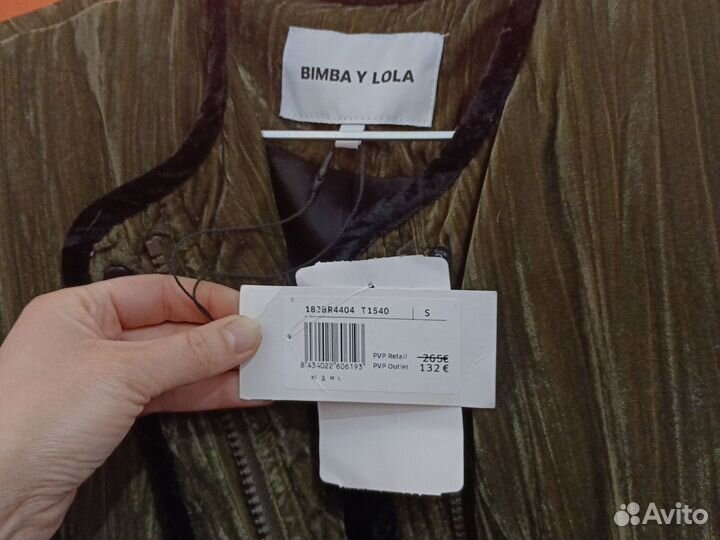 BIMBA Y LOLA
182BR4404 T1540 S
PVP Retail 265€
PVP Outlet 132€
8 434022 606193
XS S M L
Avito